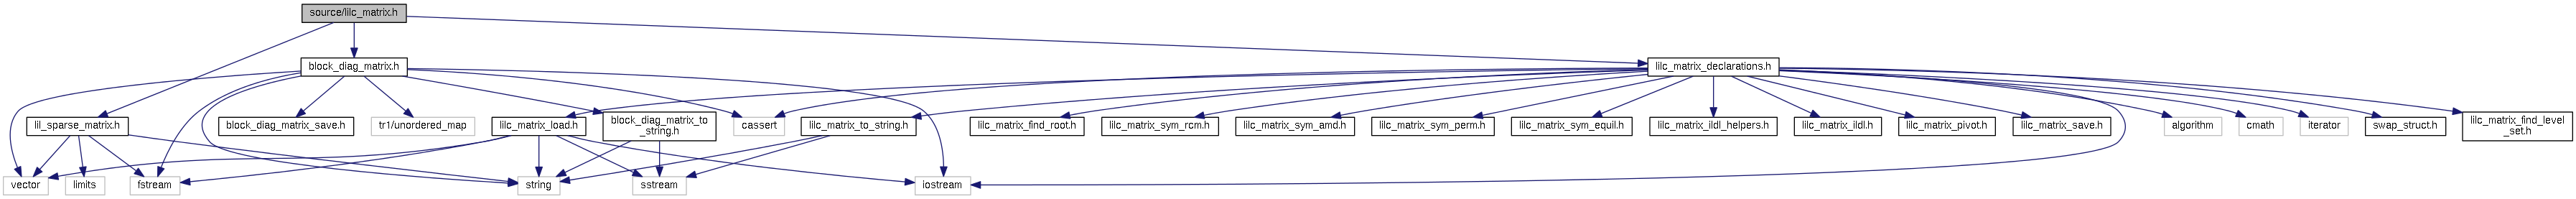 source/lilc_matrix.h
block_diag_matrix.h
lilc_matrix_declarations.h
lil_sparse_matrix.h
block_diag_matrix_save.h
tr1/unordered_map
lilc_matrix_load.h
block_diag_matrix_to
_string.h
cassert
lilc_matrix_to_string.h
lilc_matrix_find_root.h
lilc_matrix_sym_rcm.h
lilc_matrix_sym_amd.h
lilc_matrix_sym_perm.h
lilc_matrix_sym_equil.h
lilc_matrix_ildl_helpers.h
lilc_matrix_ildl.h
lilc_matrix_pivot.h
lilc_matrix_save.h
algorithm
cmath
iterator
swap_struct.h
lilc_matrix_find_level
_set.h
vector
limits
fstream
string
sstream
iostream